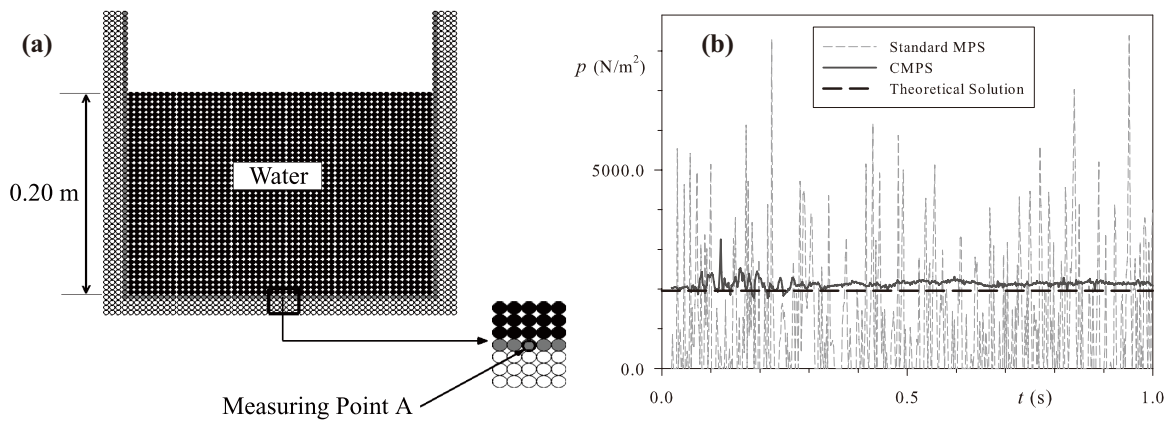 (a)
Water
0.20 m
Measuring Point A
(b)
p (N/m²)
Standard MPS
CMPS
Theoretical Solution
5000.0
0.0
0.0
0.5
t (s)
1.0